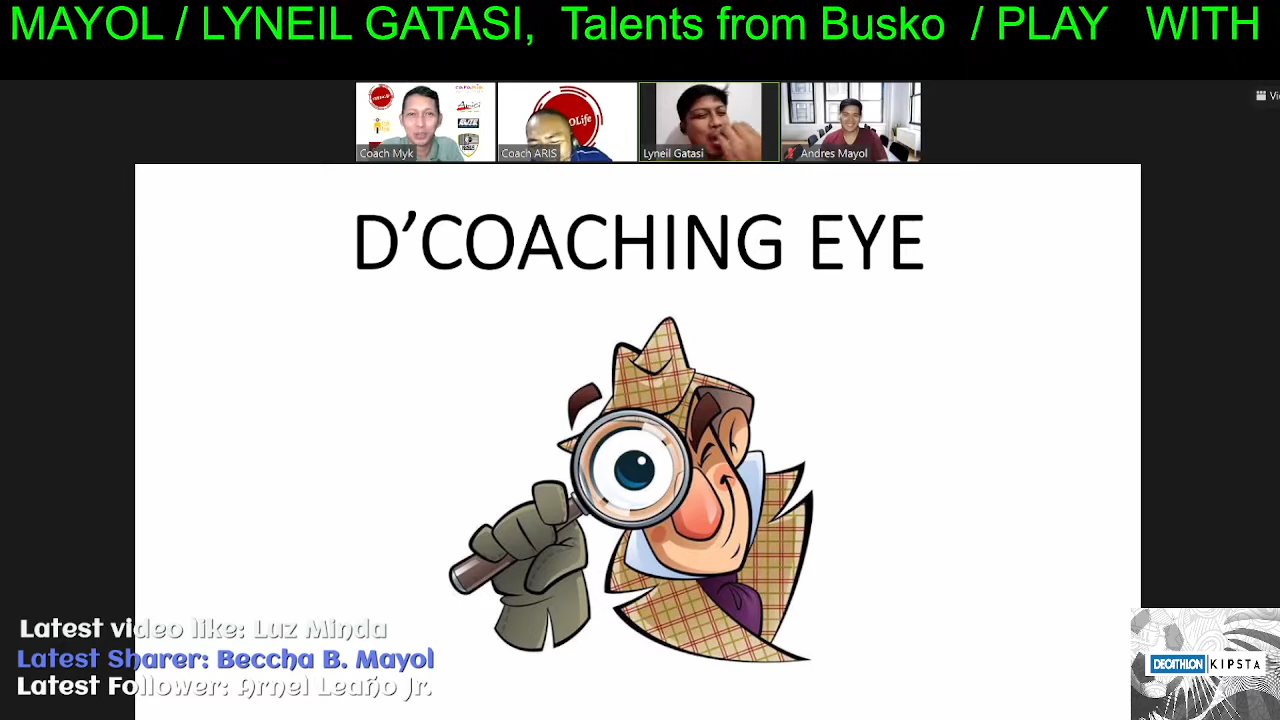 MAYOL / LYNEIL GATASI, Talents from Busko / PLAY WITH
Coach Myk
Coach ARIS
Lyneil Gatasi
Andres Mayol
D'COACHING EYE
Latest video like: Luz Minda
Latest Sharer: Beccha B. Mayol
Latest Follower: Arnel Leaño Jr.
DECATHLON KIPSTA